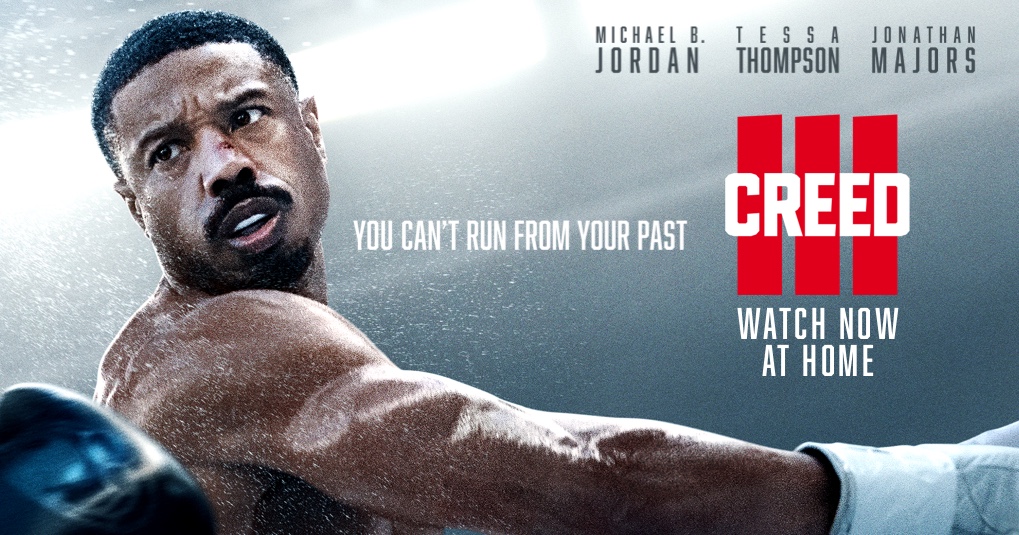 MICHAEL B. JORDAN
TESSA THOMPSON
JONATHAN MAJORS
YOU CAN'T RUN FROM YOUR PAST
III
CREED
WATCH NOW
AT HOME